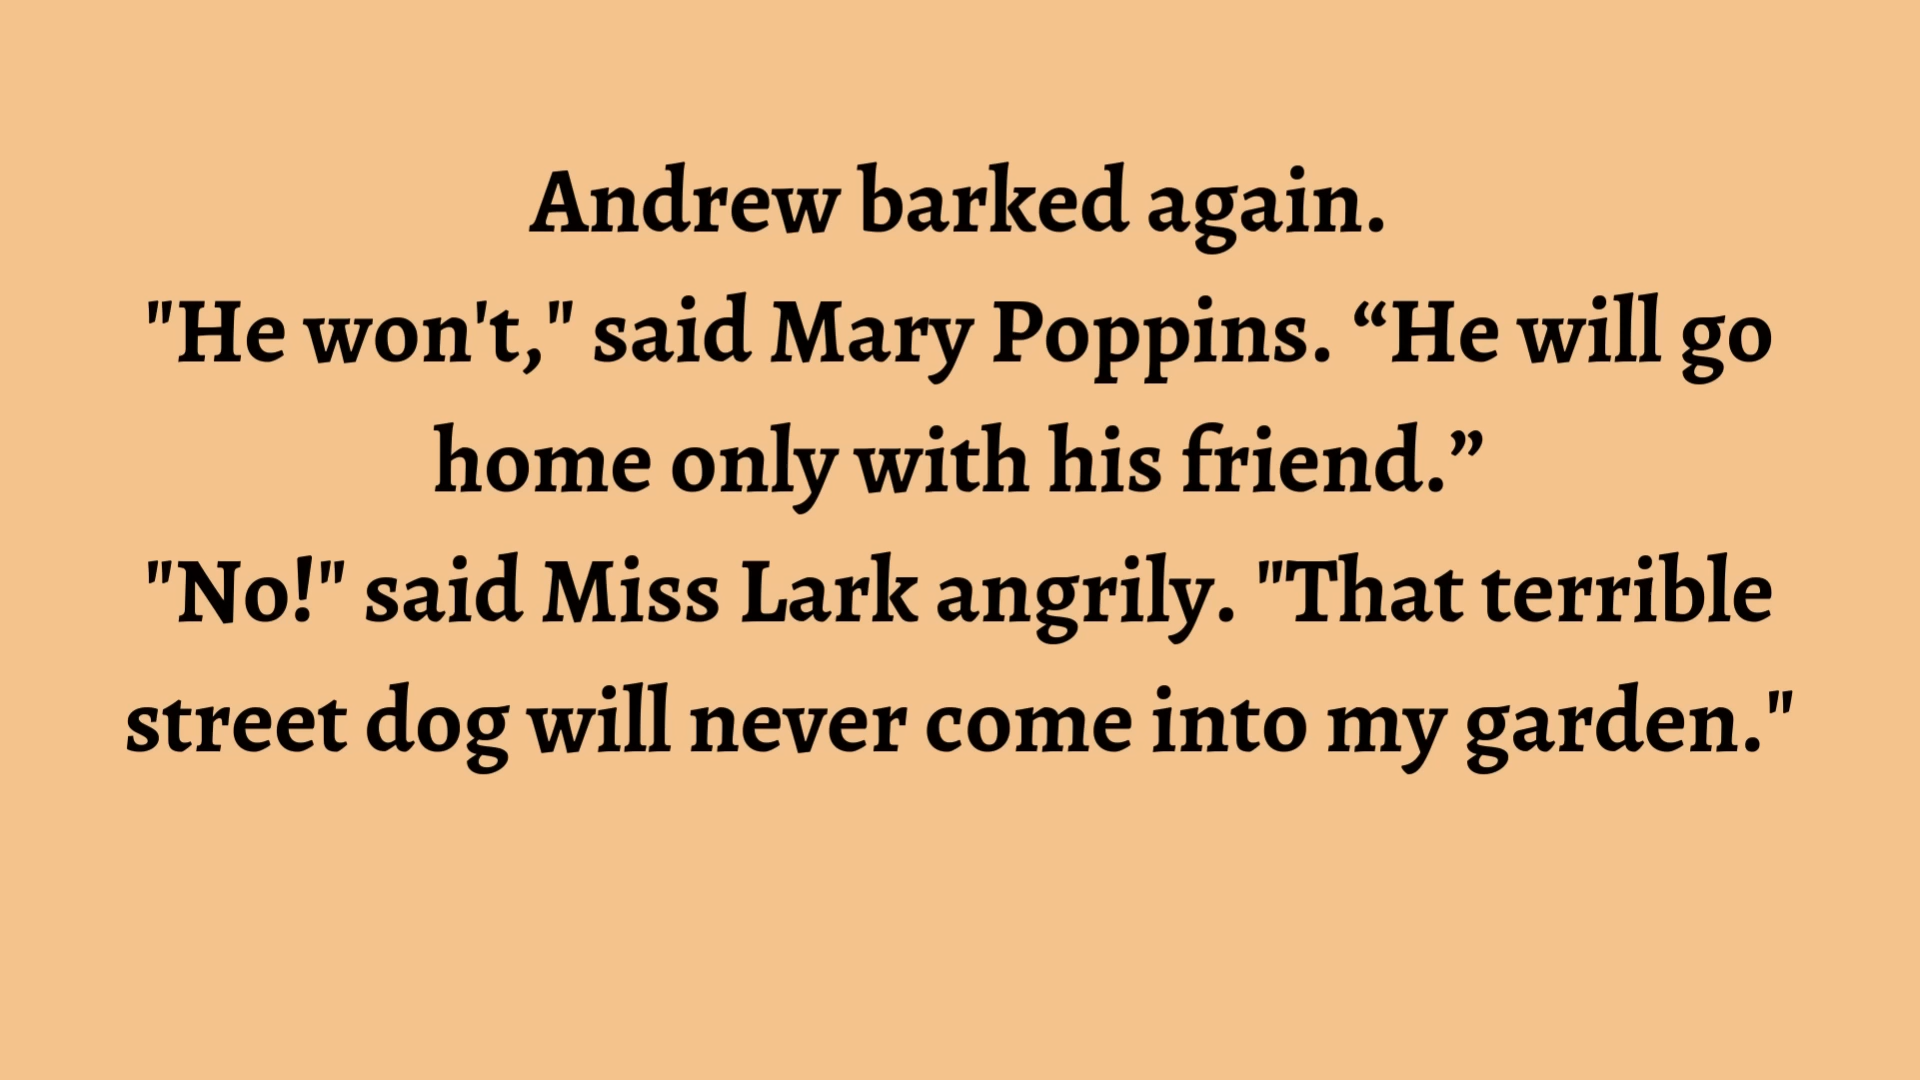 Andrew barked again.
"He won't," said Mary Poppins. “He will go
home only with his friend.”
"No!" said Miss Lark angrily. "That terrible
street dog will never come into my garden."